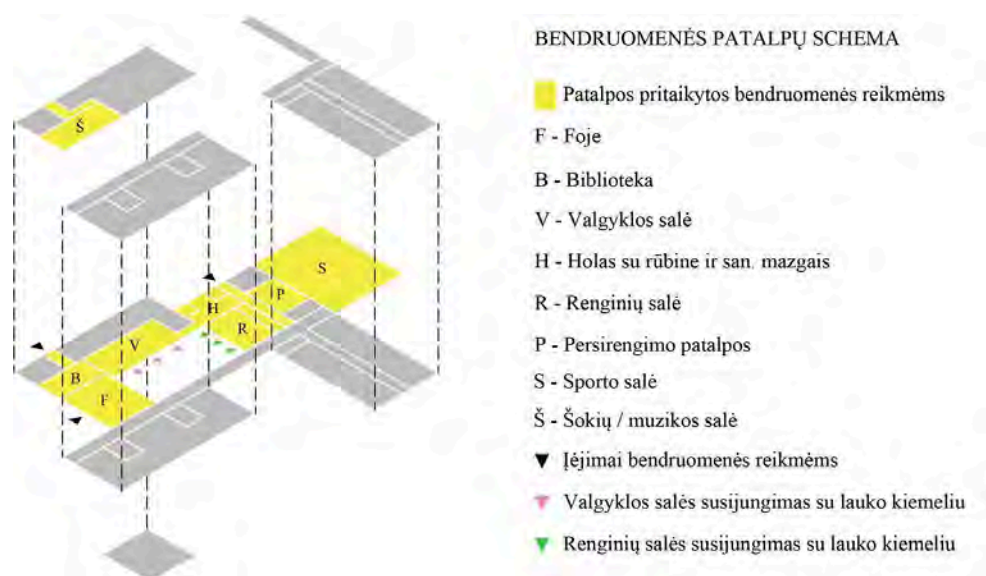 BENDRUOMENĖS PATALPŲ SCHEMA
Patalpos pritaikytos bendruomenės reikmėms
F - Foje
B - Biblioteka
V - Valgyklos salė
H - Holas su rūbine ir san. mazgais
R - Renginių salė
P - Persirengimo patalpos
S - Sporto salė
Š - Šokių / muzikos salė
Įėjimai bendruomenės reikmėms
Valgyklos salės susijungimas su lauko kiemeliu
Renginių salės susijungimas su lauko kiemeliu
Š
S
P
H
R
V
B
F